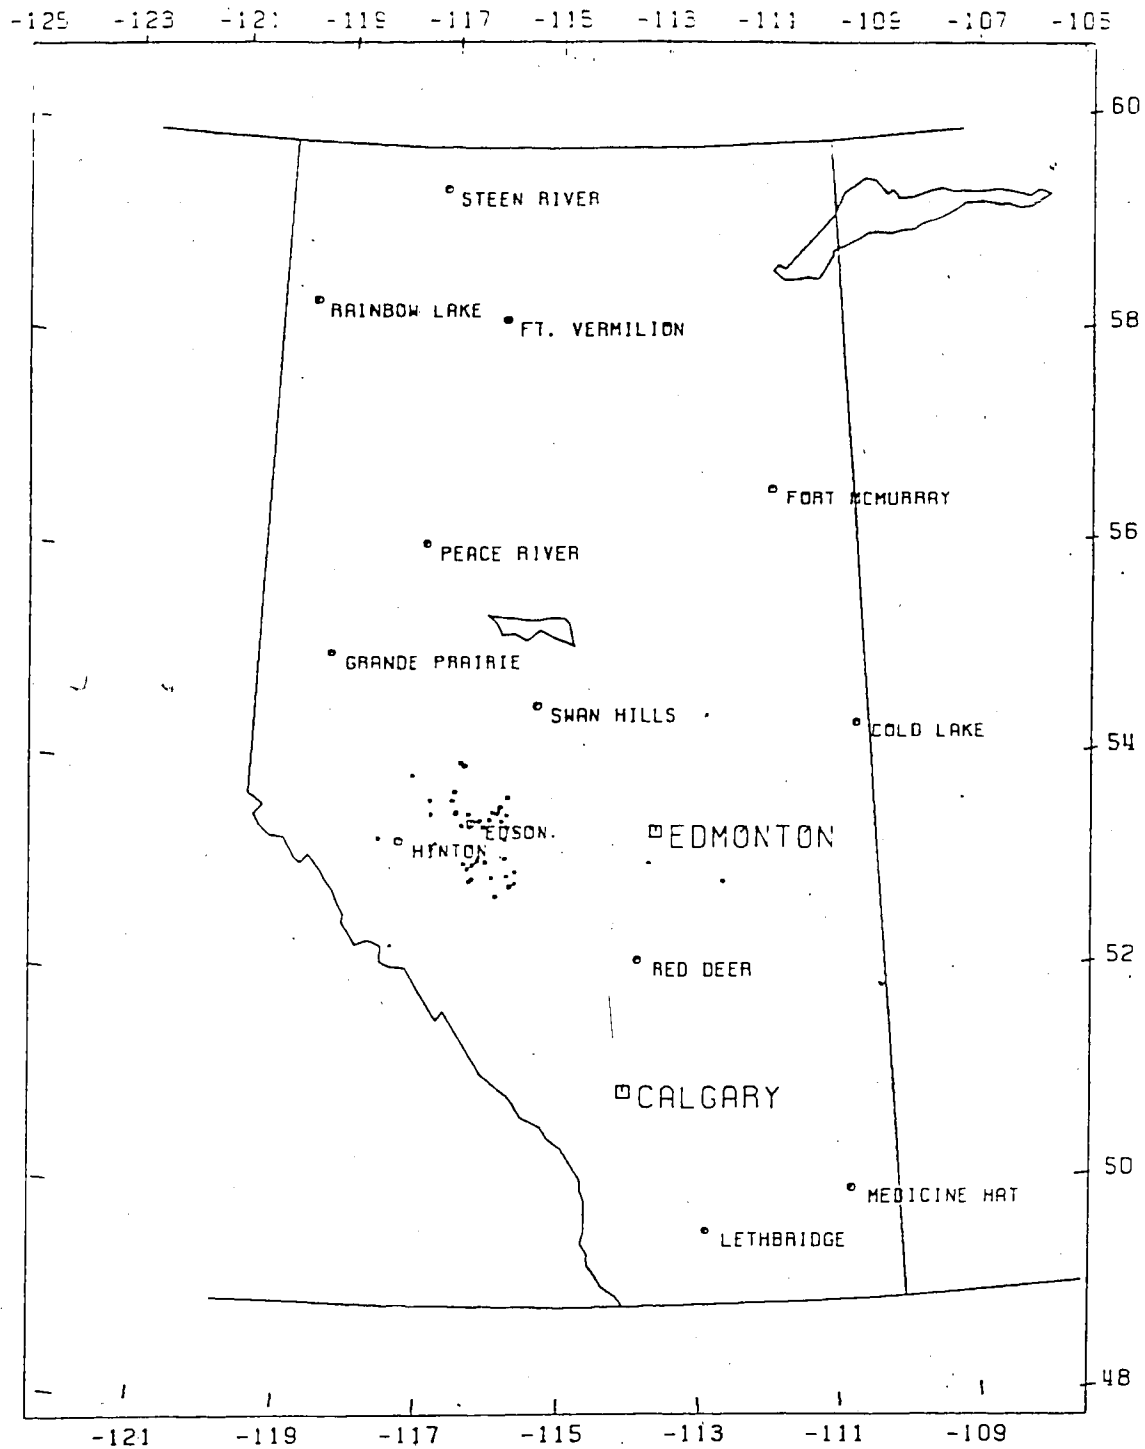 -125 -123 -121 -119 -117 -115 -113 -111 -109 -107 -105
60
STEEN RIVER
RAINBOW LAKE
FT. VERMILION
58
FORT MCMURRAY
56
PEACE RIVER
GRANDE PRAIRIE
SWAN HILLS
COLD LAKE
54
EDSON.
EDMONTON
HINTON
52
RED DEER
CALGARY
50
MEDICINE HAT
LETHBRIDGE
48
-121 -119 -117 -115 -113 -111 -109